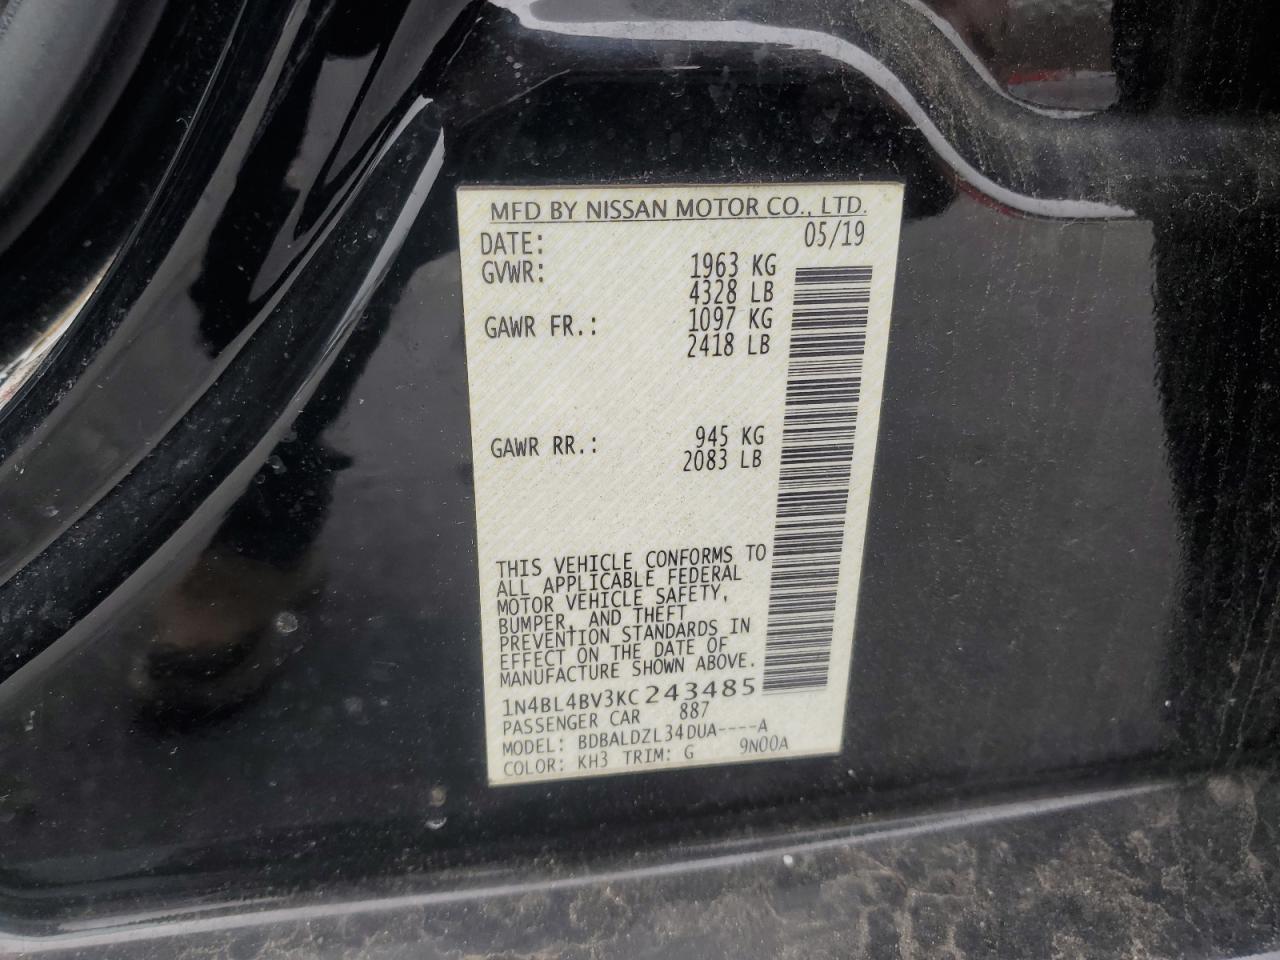 MFD BY NISSAN MOTOR CO., LTD.
DATE: 05/19
GVWR: 1963 KG
4328 LB
GAWR FR.: 1097 KG
2418 LB
GAWR RR.: 945 KG
2083 LB
THIS VEHICLE CONFORMS TO
ALL APPLICABLE FEDERAL
MOTOR VEHICLE SAFETY,
BUMPER, AND THEFT
PREVENTION STANDARDS IN
EFFECT ON THE DATE OF
MANUFACTURE SHOWN ABOVE.
1N4BL4BV3KC243485
PASSENGER CAR 887
MODEL: BDBALDZL34DUA----A
COLOR: KH3 TRIM: G 9N00A